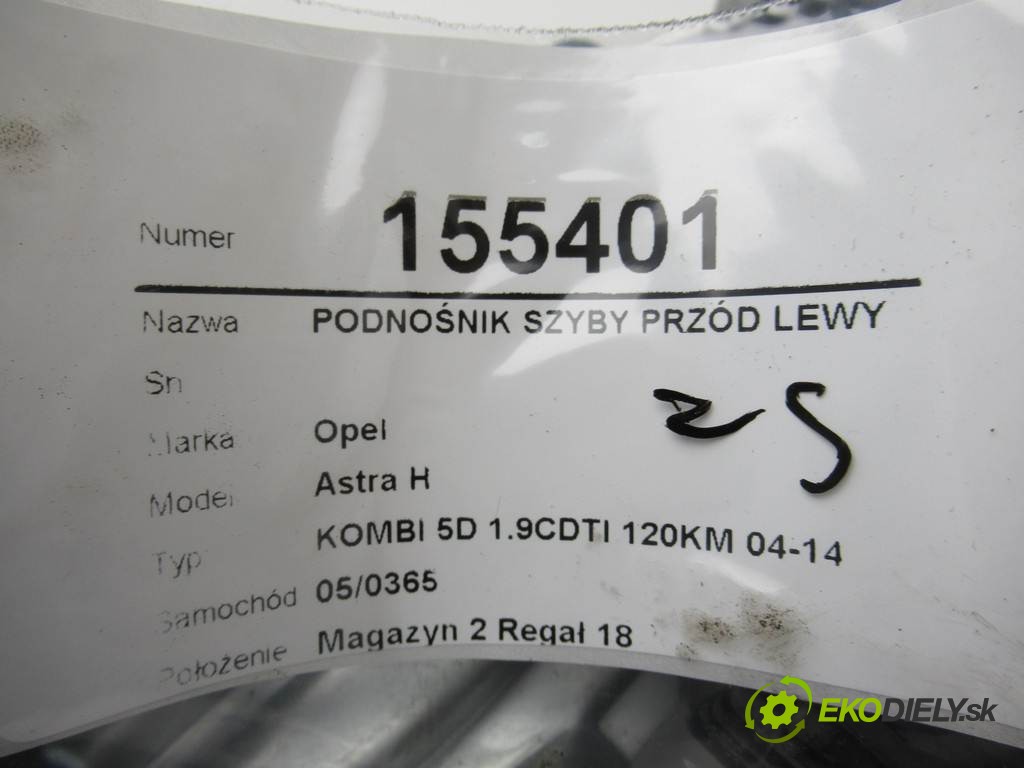 Numer 155401
Nazwa PODNOŚNIK SZYBY PRZÓD LEWY
Sn
Marka Opel
Model Astra H
Typ KOMBI 5D 1.9CDTI 120KM 04-14
Samochód 05/0365
Położenie Magazyn 2 Regał 18
EKODIELY.sk